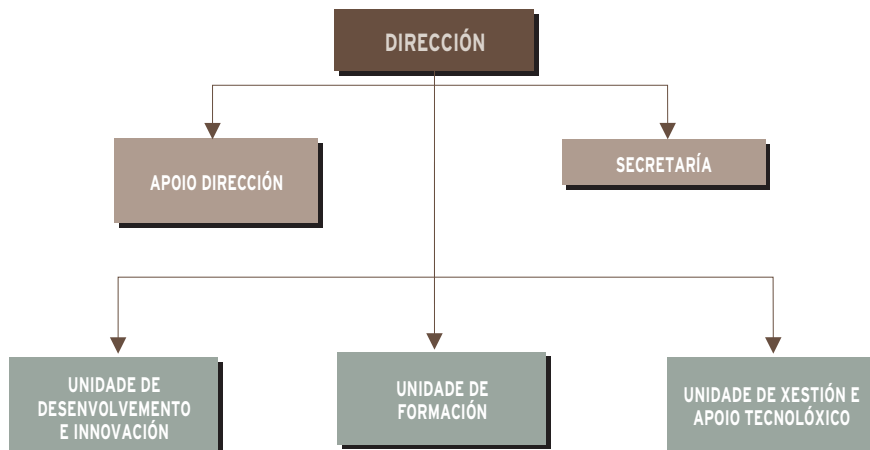 DIRECCIÓN
APOIO DIRECCIÓN
SECRETARÍA
UNIDADE DE
DESENVOLVEMENTO
E INNOVACIÓN
UNIDADE DE
FORMACIÓN
UNIDADE DE XESTIÓN E
APOIO TECNOLÓXICO